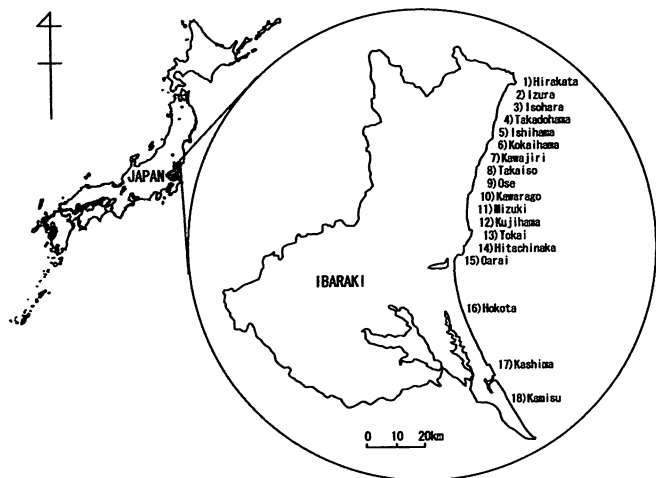 JAPAN
IBARAKI
1)Hirakata
2)Izura
3)Isohara
4)Takadohama
5)Ishihama
6)Kokaihama
7)Kawajiri
8)Takaiso
9)Ose
10)Kawarago
11)Mizuki
12)Kujihama
13)Tokai
14)Hitachinaka
15)Oarai
16)Hokota
17)Kashima
18)Kamisu
0 10 20km